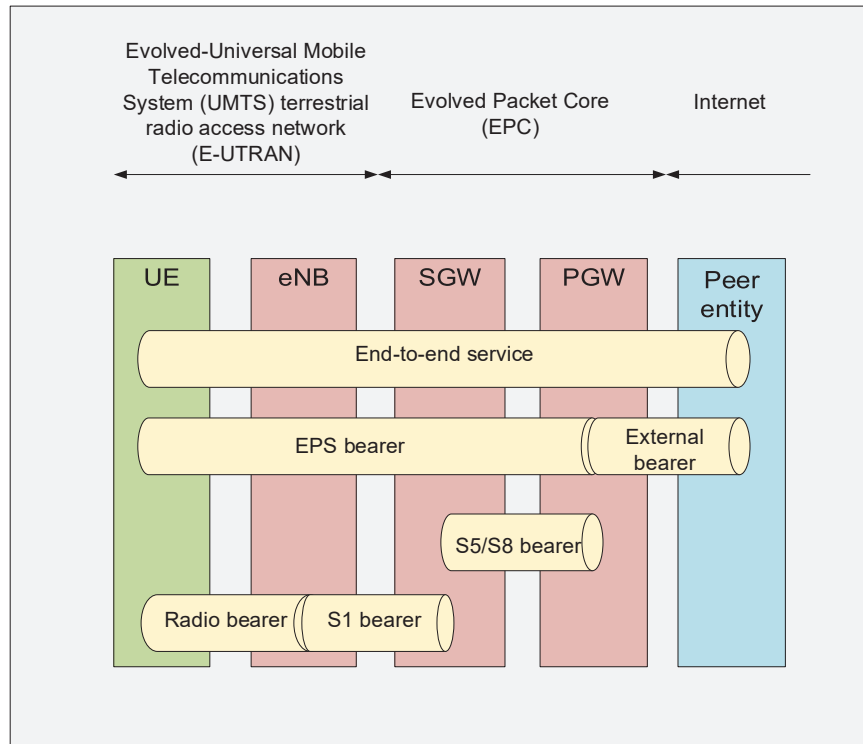 Evolved-Universal Mobile
Telecommunications
System (UMTS) terrestrial
radio access network
(E-UTRAN)
Evolved Packet Core
(EPC)
Internet
UE
eNB
SGW
PGW
Peer
entity
End-to-end service
EPS bearer
External
bearer
S5/S8 bearer
Radio bearer
S1 bearer